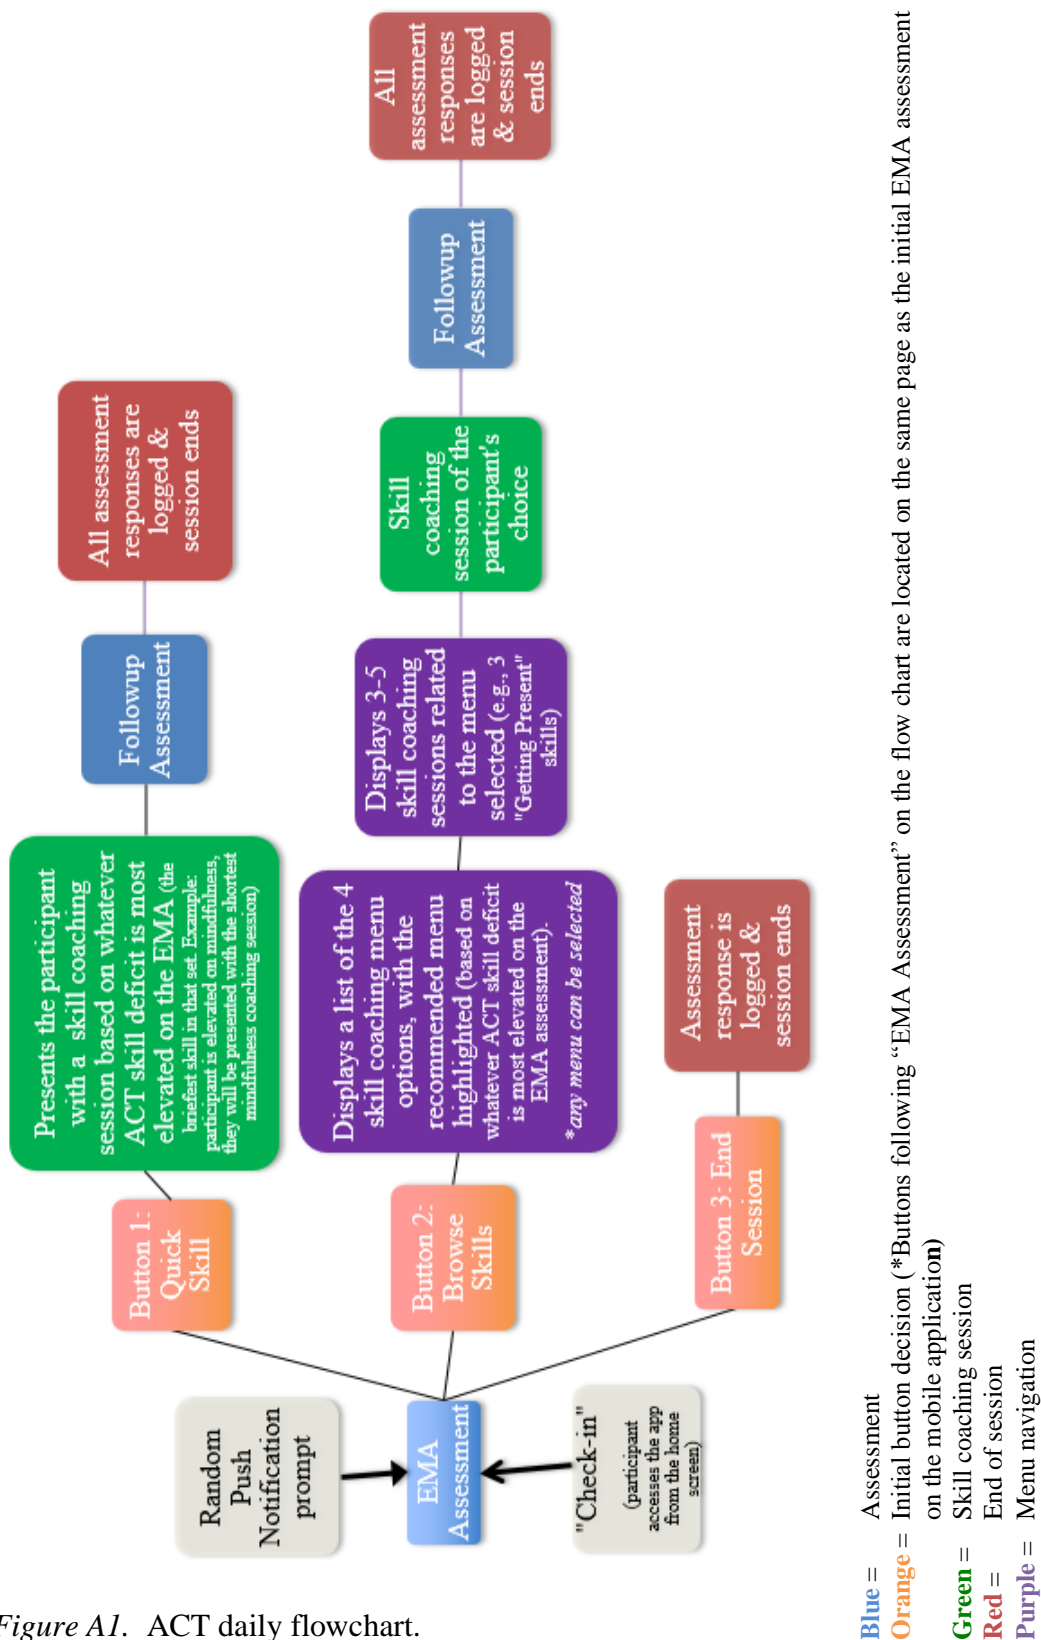 Random
Push
Notification
prompt
EMA
Assessment
"Check-in"
(participant
accesses the app
from the home
screen)
Button 1:
Quick
Skill
Presents the participant
with a skill coaching
session based on whatever
ACT skill deficit is most
elevated on the EMA (the
briefest skill in that set. Example:
participant is elevated on mindfulness,
they will be presented with the shortest
mindfulness coaching session)
Followup
Assessment
All assessment
responses are
logged &
session ends
Button 2:
Browse
Skills
Displays a list of the 4
skill coaching menu
options, with the
recommended menu
highlighted (based on
whatever ACT skill deficit
is most elevated on the
EMA assessment).
*any menu can be selected
Displays 3-5
skill coaching
sessions related
to the menu
selected (e.g., 3
"Getting Present"
skills)
Skill
coaching
session of the
participant's
choice
Followup
Assessment
All
assessment
responses
are logged
& session
ends
Button 3: End
Session
Assessment
response is
logged &
session ends
Blue = Assessment
Orange = Initial button decision (*Buttons following “EMA Assessment” on the flow chart are located on the same page as the initial EMA assessment
on the mobile application)
Green = Skill coaching session
Red = End of session
Purple = Menu navigation
Figure A1. ACT daily flowchart.